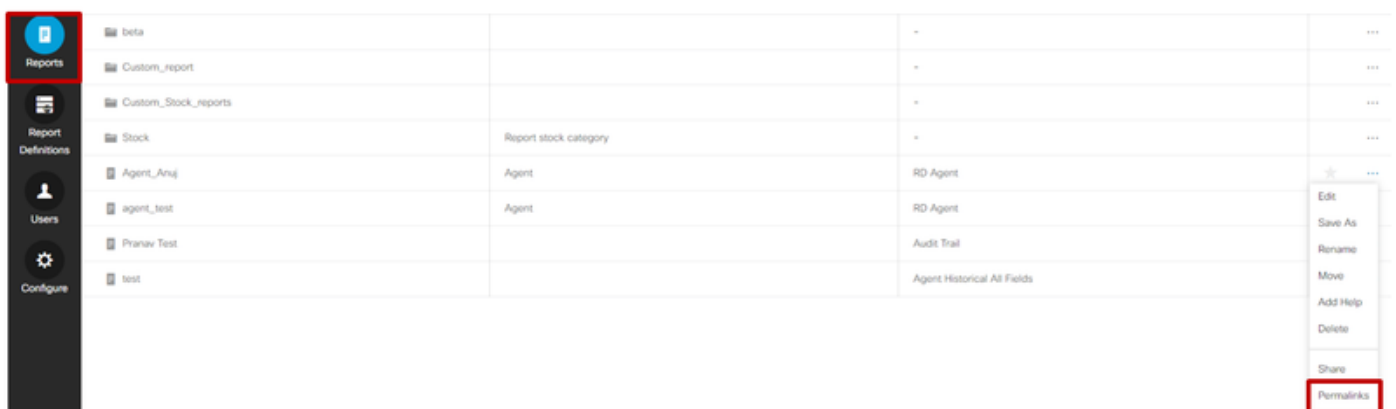 Reports
Report
Definitions
Users
Configure
beta - ...
Custom_report - ...
Custom_Stock_reports - ...
Stock Report stock category - ...
Agent_Anuj Agent RD Agent ...
agent_test Agent RD Agent
Pranav Test Audit Trail
test Agent Historical All Fields
Edit
Save As
Rename
Move
Add Help
Delete
Share
Permalinks